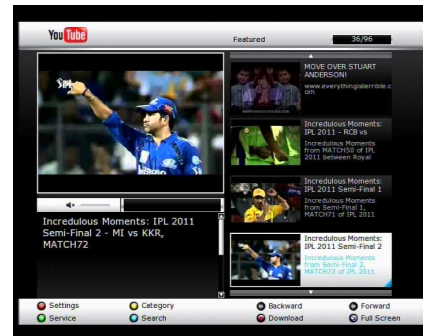 YouTube
Featured
36/96
MOVE OVER STUART
ANDERSON!
www.everythingisterrible.c
om
Incredulous Moments:
IPL 2011 - RCB vs
Incredulous Moments
from MATCH50 of IPL
2011 between Royal
Incredulous Moments:
IPL 2011 Semi-Final 1
Incredulous Moments
from Semi-Final 1,
MATCH71 of IPL 2011
Incredulous Moments:
IPL 2011 Semi-Final 2
Incredulous Moments
from Semi-Final 2,
MATCH72 of IPL 2011
Incredulous Moments: IPL 2011
Semi-Final 2 - MI vs KKR,
MATCH72
Settings
Category
Backward
Forward
Service
Search
Download
Full Screen